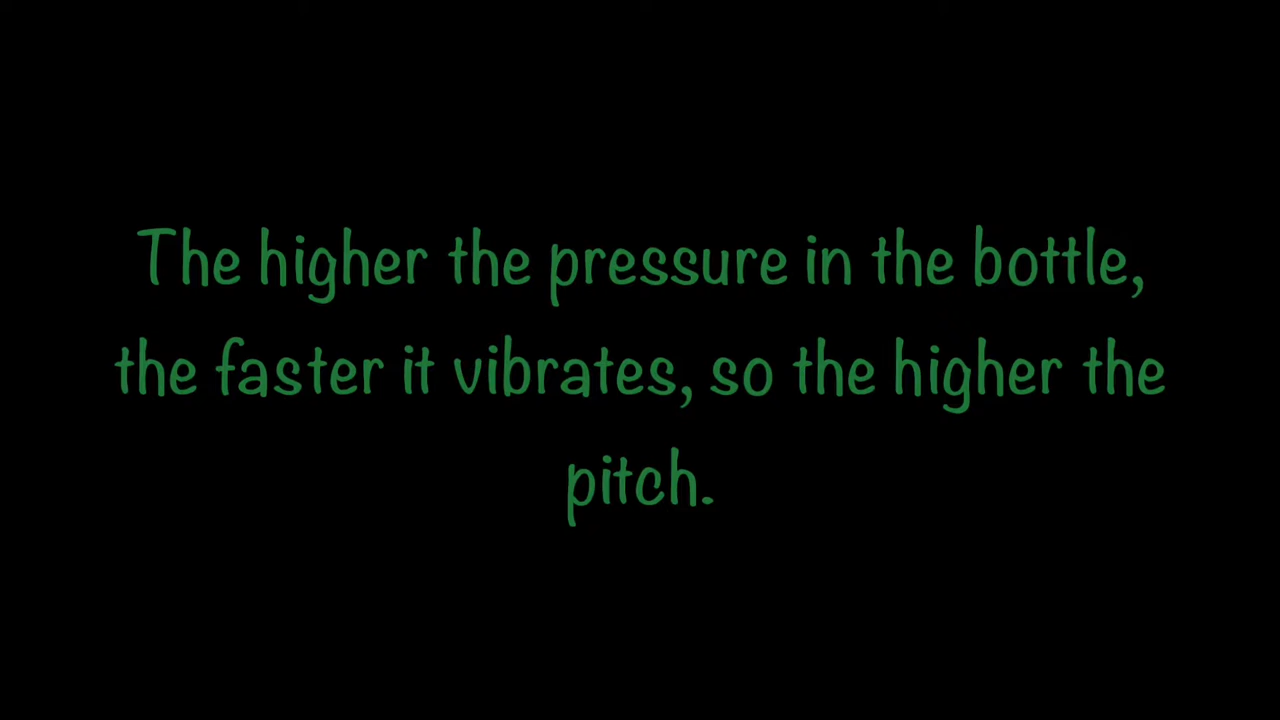 The higher the pressure in the bottle,
the faster it vibrates, so the higher the
pitch.